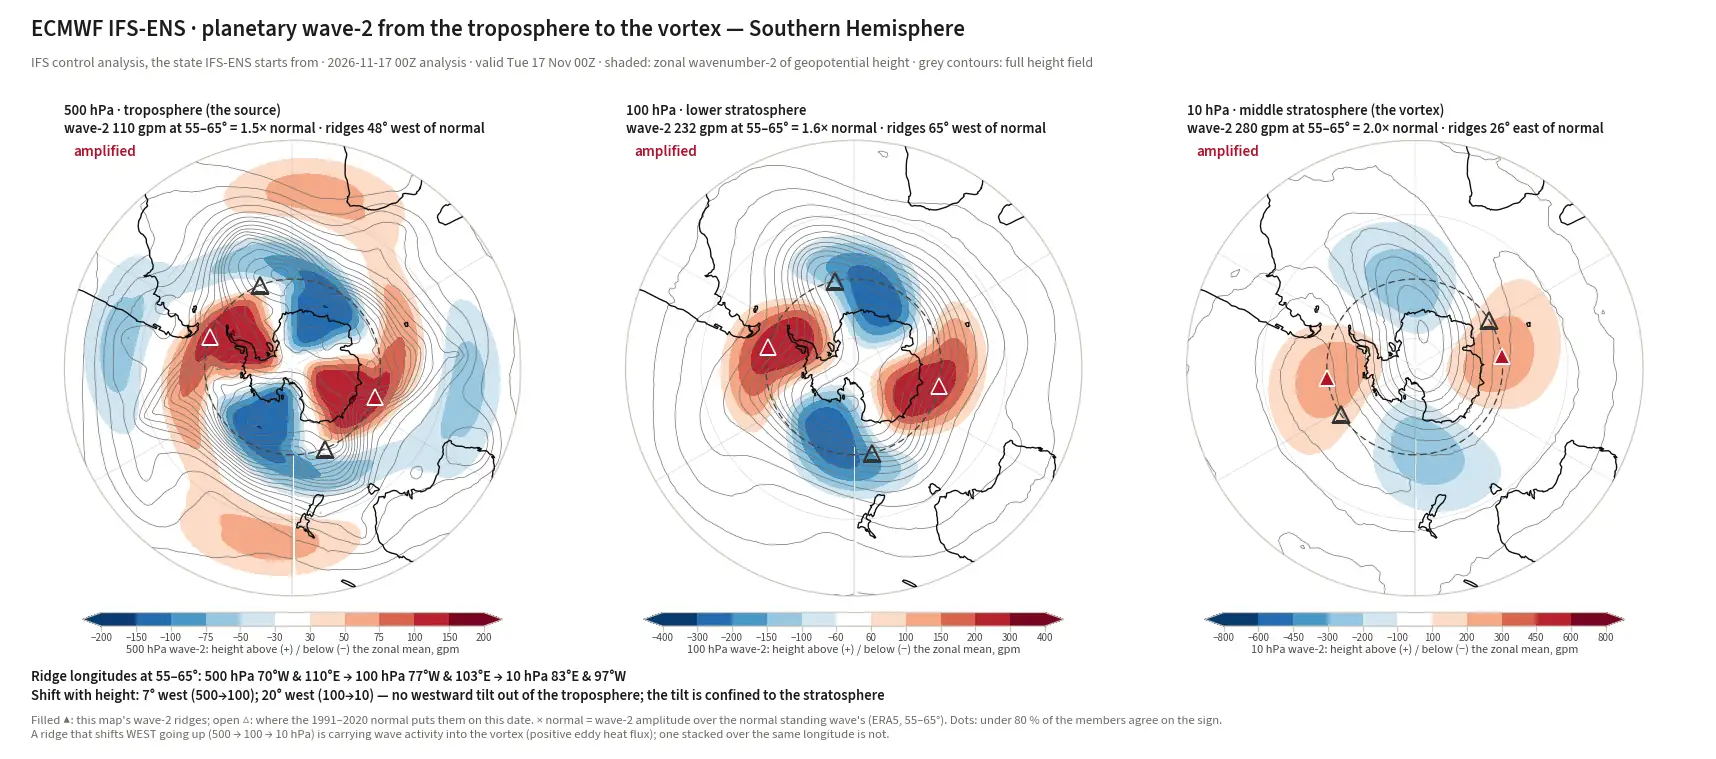 ECMWF IFS-ENS · planetary wave-2 from the troposphere to the vortex — Southern Hemisphere
IFS control analysis, the state IFS-ENS starts from · 2026-11-17 00Z analysis · valid Tue 17 Nov 00Z · shaded: zonal wavenumber-2 of geopotential height · grey contours: full height field
500 hPa · troposphere (the source)
wave-2 110 gpm at 55–65° = 1.5× normal · ridges 48° west of normal
amplified
100 hPa · lower stratosphere
wave-2 232 gpm at 55–65° = 1.6× normal · ridges 65° west of normal
amplified
10 hPa · middle stratosphere (the vortex)
wave-2 280 gpm at 55–65° = 2.0× normal · ridges 26° east of normal
amplified
−200 −150 −100 −75 −50 −30 30 50 75 100 150 200
500 hPa wave-2: height above (+) / below (−) the zonal mean, gpm
−400 −300 −200 −150 −100 −60 60 100 150 200 300 400
100 hPa wave-2: height above (+) / below (−) the zonal mean, gpm
−800 −600 −450 −300 −200 −100 100 200 300 450 600 800
10 hPa wave-2: height above (+) / below (−) the zonal mean, gpm
Ridge longitudes at 55–65°: 500 hPa 70°W & 110°E → 100 hPa 77°W & 103°E → 10 hPa 83°E & 97°W
Shift with height: 7° west (500→100); 20° west (100→10) — no westward tilt out of the troposphere; the tilt is confined to the stratosphere
Filled ▲: this map's wave-2 ridges; open △: where the 1991–2020 normal puts them on this date. × normal = wave-2 amplitude over the normal standing wave's (ERA5, 55–65°). Dots: under 80 % of the members agree on the sign.
A ridge that shifts WEST going up (500 → 100 → 10 hPa) is carrying wave activity into the vortex (positive eddy heat flux); one stacked over the same longitude is not.